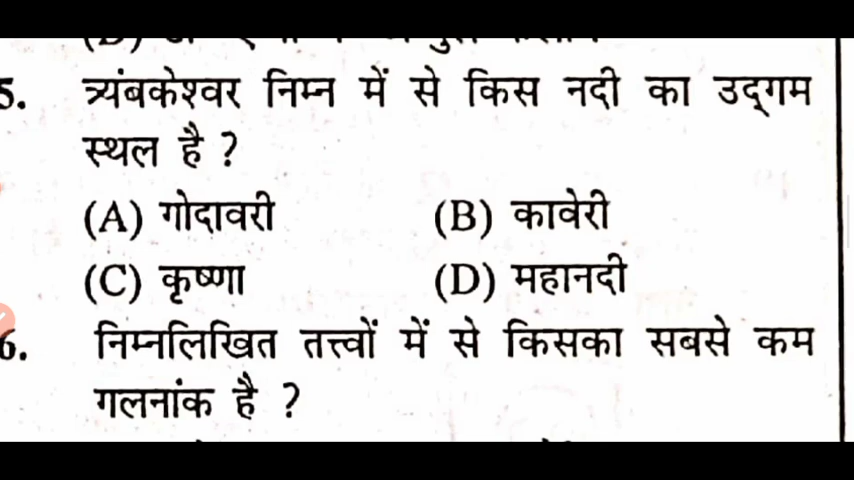 5. त्र्यंबकेश्वर निम्न में से किस नदी का उद्‌गम
स्थल है ?
(A) गोदावरी (B) कावेरी
(C) कृष्णा (D) महानदी
6. निम्नलिखित तत्त्वों में से किसका सबसे कम
गलनांक है ?